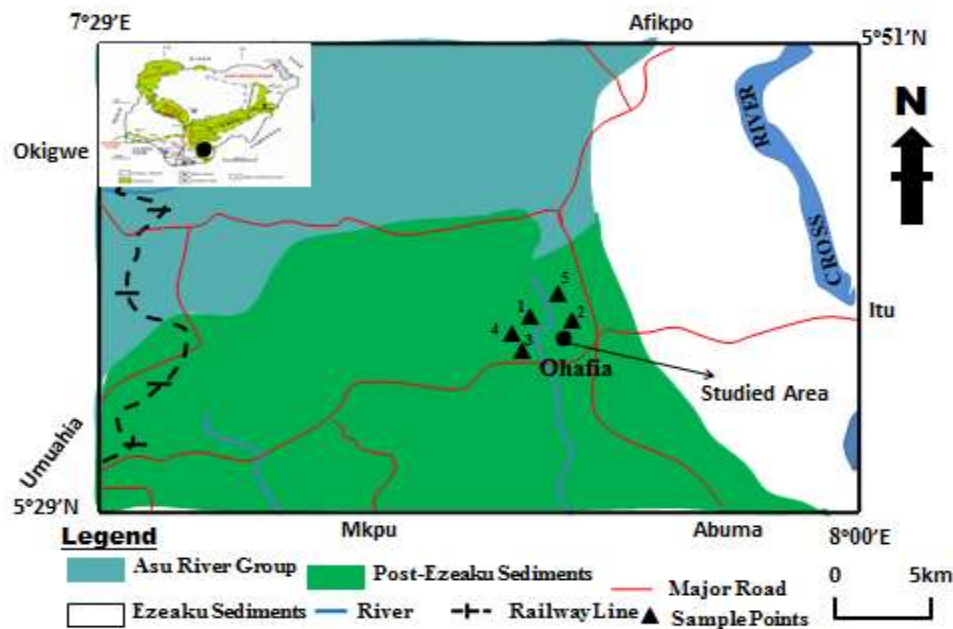 7°29'E
Afikpo
5°51'N
N
RIVER
CROSS
Okigwe
Itu
5
1
2
4
3
Ohafia
Studied Area
Umuahia
5°29'N
Mkpu
Abuma
8°00'E
Legend
Asu River Group
Post-Ezeaku Sediments
Major Road
0 5km
Ezeaku Sediments
River
Railway Line
Sample Points